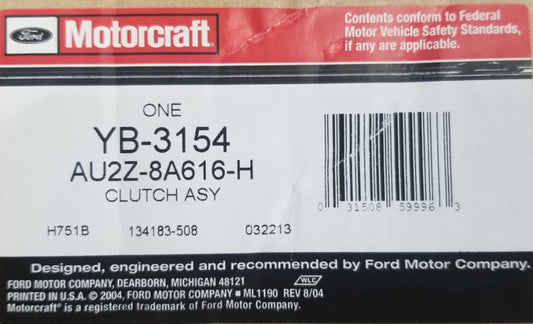 Ford
Motorcraft
Contents conform to Federal
Motor Vehicle Safety Standards,
if any are applicable.
ONE
YB-3154
AU2Z-8A616-H
CLUTCH ASY
0 31508 59996 3
H751B 134183-508 032213
Designed, engineered and recommended by Ford Motor Company.
FORD MOTOR COMPANY, DEARBORN, MICHIGAN 48121
WLC
PRINTED IN U.S.A. © 2004, FORD MOTOR COMPANY ■ ML1190 REV 8/04
Motorcraft® is a registered trademark of Ford Motor Company.